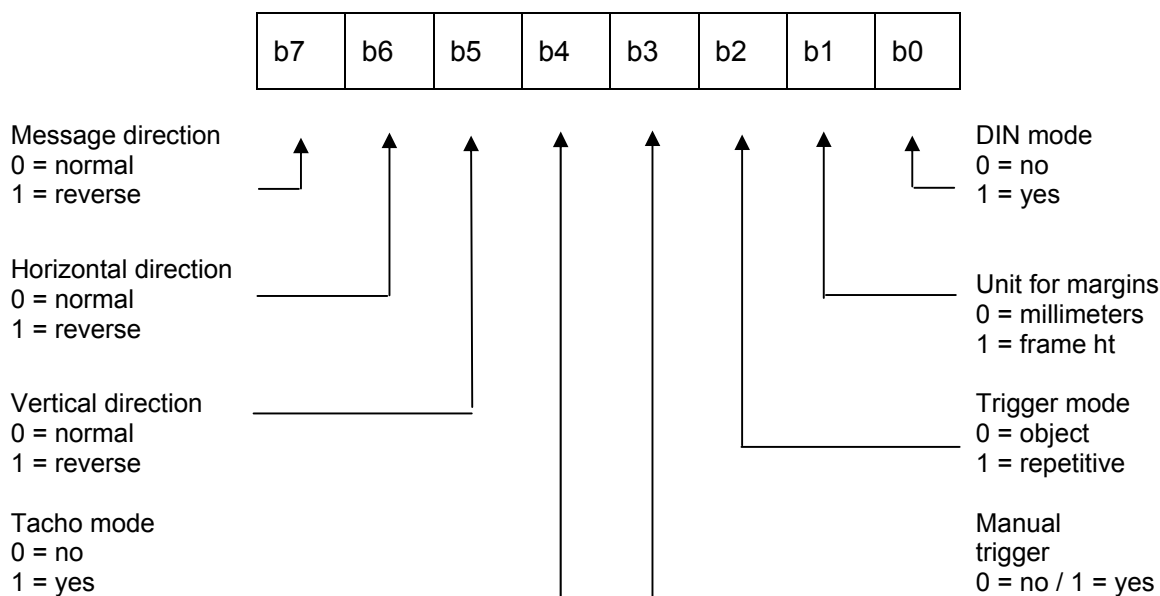 b7 b6 b5 b4 b3 b2 b1 b0
Message direction
0 = normal
1 = reverse
DIN mode
0 = no
1 = yes
Horizontal direction
0 = normal
1 = reverse
Unit for margins
0 = millimeters
1 = frame ht
Vertical direction
0 = normal
1 = reverse
Trigger mode
0 = object
1 = repetitive
Tacho mode
0 = no
1 = yes
Manual
trigger
0 = no / 1 = yes